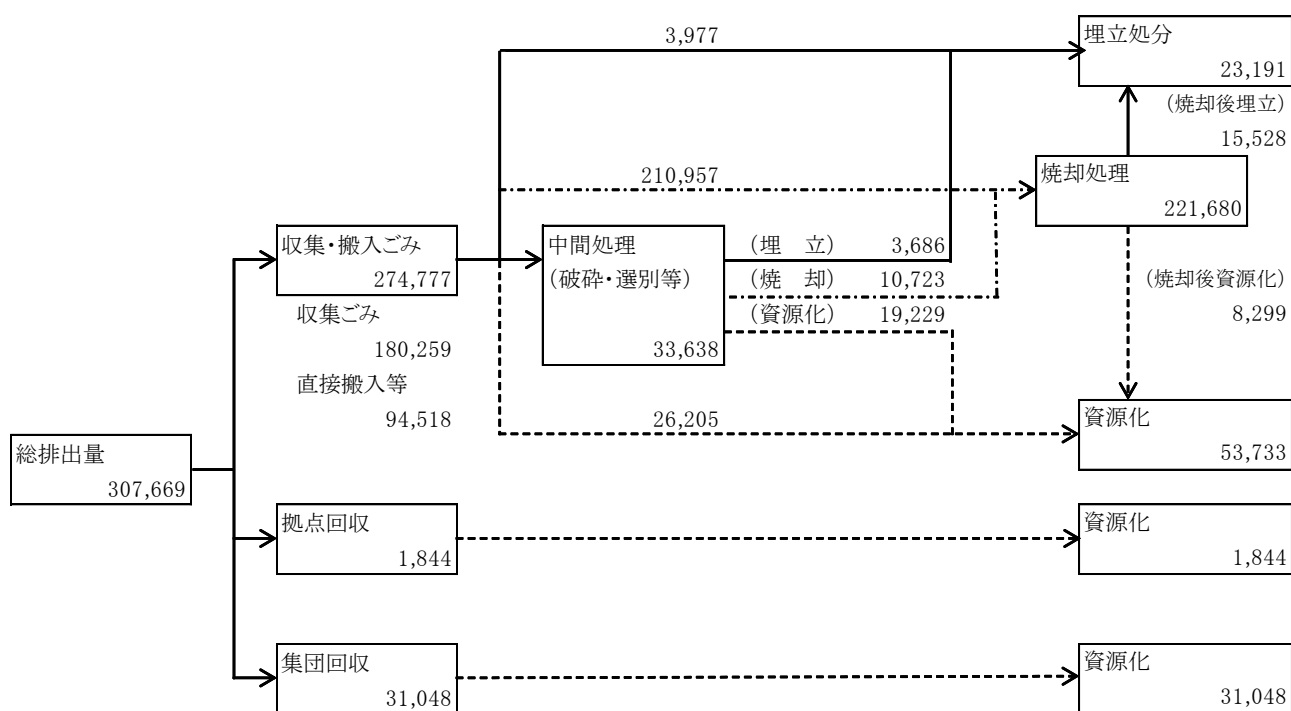 3,977
埋立処分
23,191
(焼却後埋立)
15,528
210,957
焼却処理
221,680
収集・搬入ごみ
274,777
収集ごみ
180,259
直接搬入等
94,518
中間処理
(破砕・選別等)
33,638
(埋　立) 3,686
(焼　却) 10,723
(資源化) 19,229
(焼却後資源化)
8,299
26,205
資源化
53,733
総排出量
307,669
拠点回収
1,844
資源化
1,844
集団回収
31,048
資源化
31,048